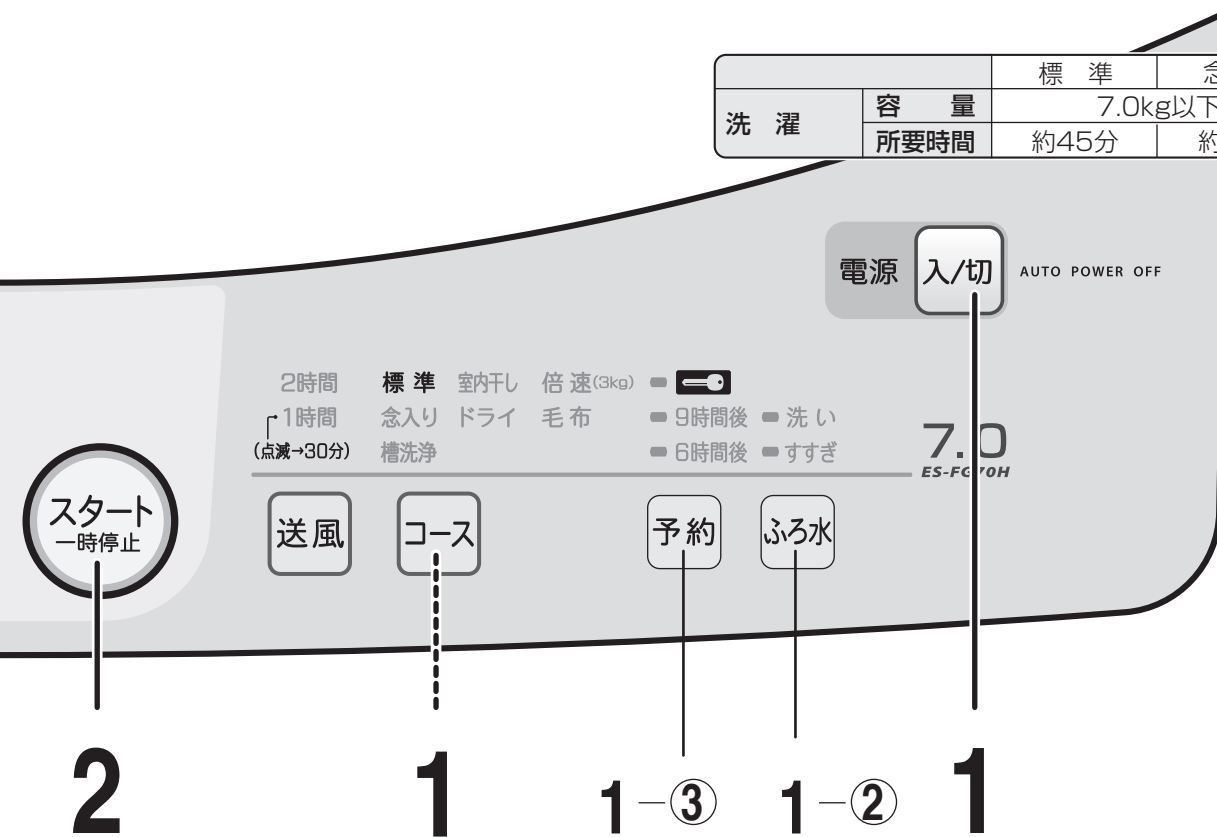 標 準
洗 濯 容 量 7.0kg以下
所要時間 約45分 約
電源 入/切 AUTO POWER OFF
2時間 標 準 室内干し 倍 速(3kg)
1時間 念入り ドライ 毛 布 9時間後 洗 い
(点滅→30分) 槽洗浄 6時間後 すすぎ
7.0
ES-FG70H
スタート
一時停止
送 風 コース 予 約 ふろ水
2 1 1-③ 1-② 1